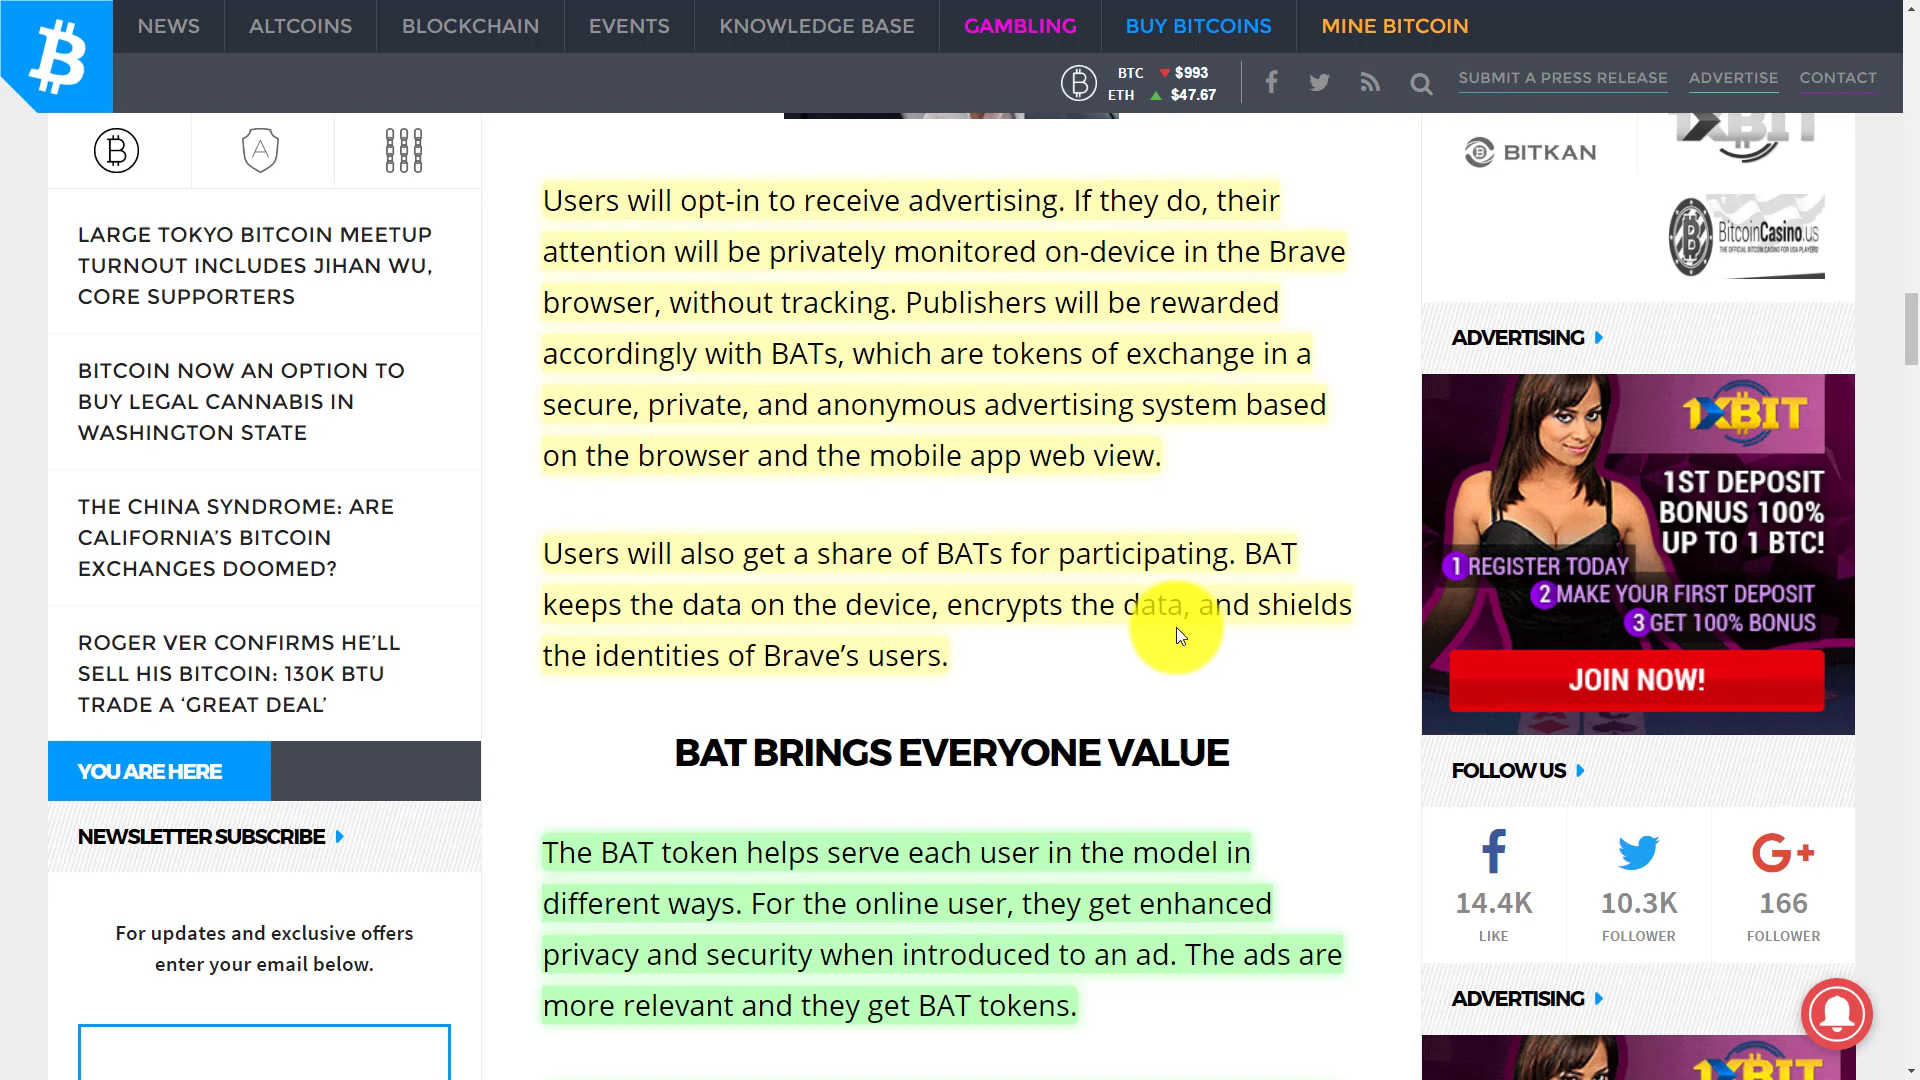 NEWS
ALTCOINS
BLOCKCHAIN
EVENTS
KNOWLEDGE BASE
GAMBLING
BUY BITCOINS
MINE BITCOIN
BTC $993
ETH $47.67
SUBMIT A PRESS RELEASE
ADVERTISE
CONTACT
LARGE TOKYO BITCOIN MEETUP
TURNOUT INCLUDES JIHAN WU,
CORE SUPPORTERS
BITCOIN NOW AN OPTION TO
BUY LEGAL CANNABIS IN
WASHINGTON STATE
THE CHINA SYNDROME: ARE
CALIFORNIA’S BITCOIN
EXCHANGES DOOMED?
ROGER VER CONFIRMS HE’LL
SELL HIS BITCOIN: 130K BTU
TRADE A ‘GREAT DEAL’
YOU ARE HERE
NEWSLETTER SUBSCRIBE
For updates and exclusive offers
enter your email below.
Users will opt-in to receive advertising. If they do, their
attention will be privately monitored on-device in the Brave
browser, without tracking. Publishers will be rewarded
accordingly with BATs, which are tokens of exchange in a
secure, private, and anonymous advertising system based
on the browser and the mobile app web view.
Users will also get a share of BATs for participating. BAT
keeps the data on the device, encrypts the data, and shields
the identities of Brave’s users.
BAT BRINGS EVERYONE VALUE
The BAT token helps serve each user in the model in
different ways. For the online user, they get enhanced
privacy and security when introduced to an ad. The ads are
more relevant and they get BAT tokens.
BITKAN
1XBIT
BitcoinCasino.us
THE OFFICIAL BITCOIN CASINO FOR USA PLAYERS!
ADVERTISING
1XBIT
1ST DEPOSIT
BONUS 100%
UP TO 1 BTC!
1 REGISTER TODAY
2 MAKE YOUR FIRST DEPOSIT
3 GET 100% BONUS
JOIN NOW!
FOLLOW US
14.4K
LIKE
10.3K
FOLLOWER
166
FOLLOWER
ADVERTISING
1XBIT